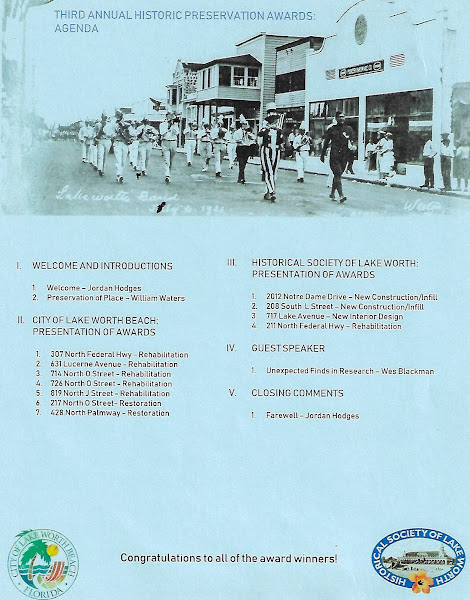 THIRD ANNUAL HISTORIC PRESERVATION AWARDS:
AGENDA
Lake Worth Band
I. WELCOME AND INTRODUCTIONS
1. Welcome – Jordan Hodges
2. Preservation of Place – William Waters
II. CITY OF LAKE WORTH BEACH:
PRESENTATION OF AWARDS
1. 307 North Federal Hwy – Rehabilitation
2. 631 Lucerne Avenue – Rehabilitation
3. 714 North O Street – Rehabilitation
4. 726 North O Street – Rehabilitation
5. 819 North J Street – Rehabilitation
6. 217 North O Street– Restoration
7. 428 North Palmway – Restoration
III. HISTORICAL SOCIETY OF LAKE WORTH:
PRESENTATION OF AWARDS
1. 2012 Notre Dame Drive – New Construction/Infill
2. 208 South L Street – New Construction/Infill
3. 717 Lake Avenue – New Interior Design
4. 211 North Federal Hwy – Rehabilitation
IV. GUEST SPEAKER
1. Unexpected Finds in Research – Wes Blackman
V. CLOSING COMMENTS
1. Farewell – Jordan Hodges
CITY OF LAKE WORTH BEACH
FLORIDA
Congratulations to all of the award winners!
HISTORICAL SOCIETY OF LAKE WORTH